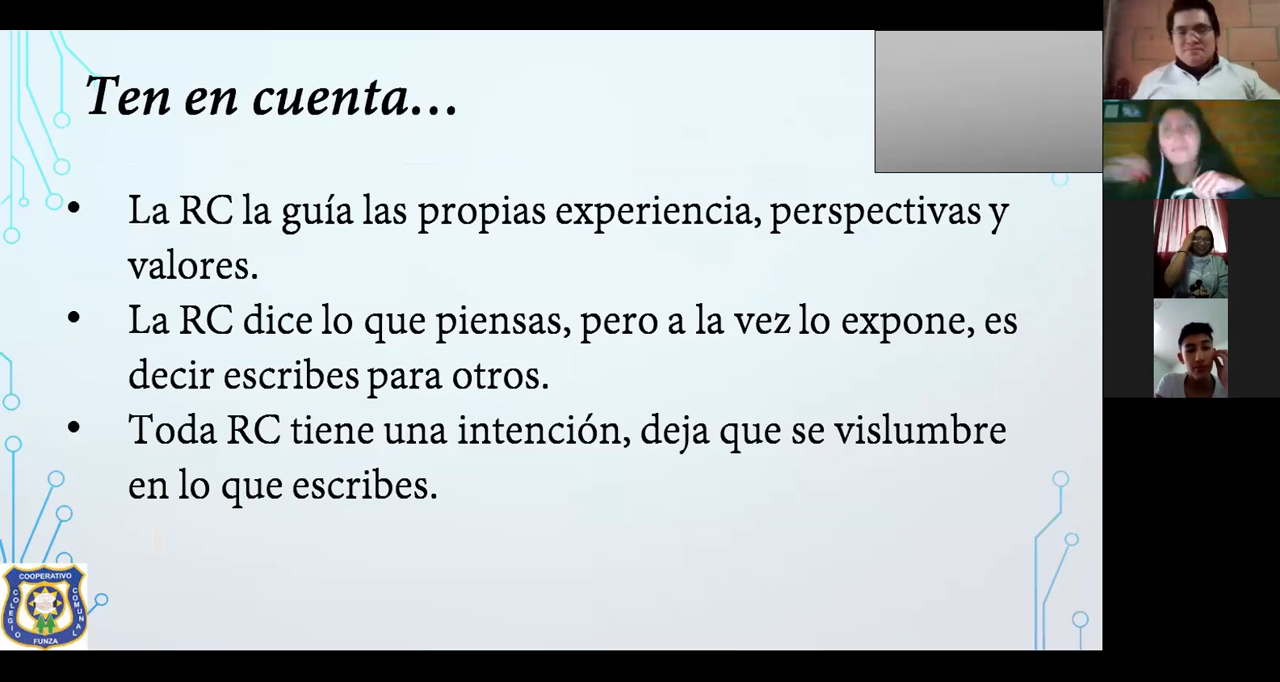 Ten en cuenta...
• La RC la guía las propias experiencia, perspectivas y
valores.
• La RC dice lo que piensas, pero a la vez lo expone, es
decir escribes para otros.
• Toda RC tiene una intención, deja que se vislumbre
en lo que escribes.
COOPERATIVO
COLEGIO
COMUNAL
FUNZA